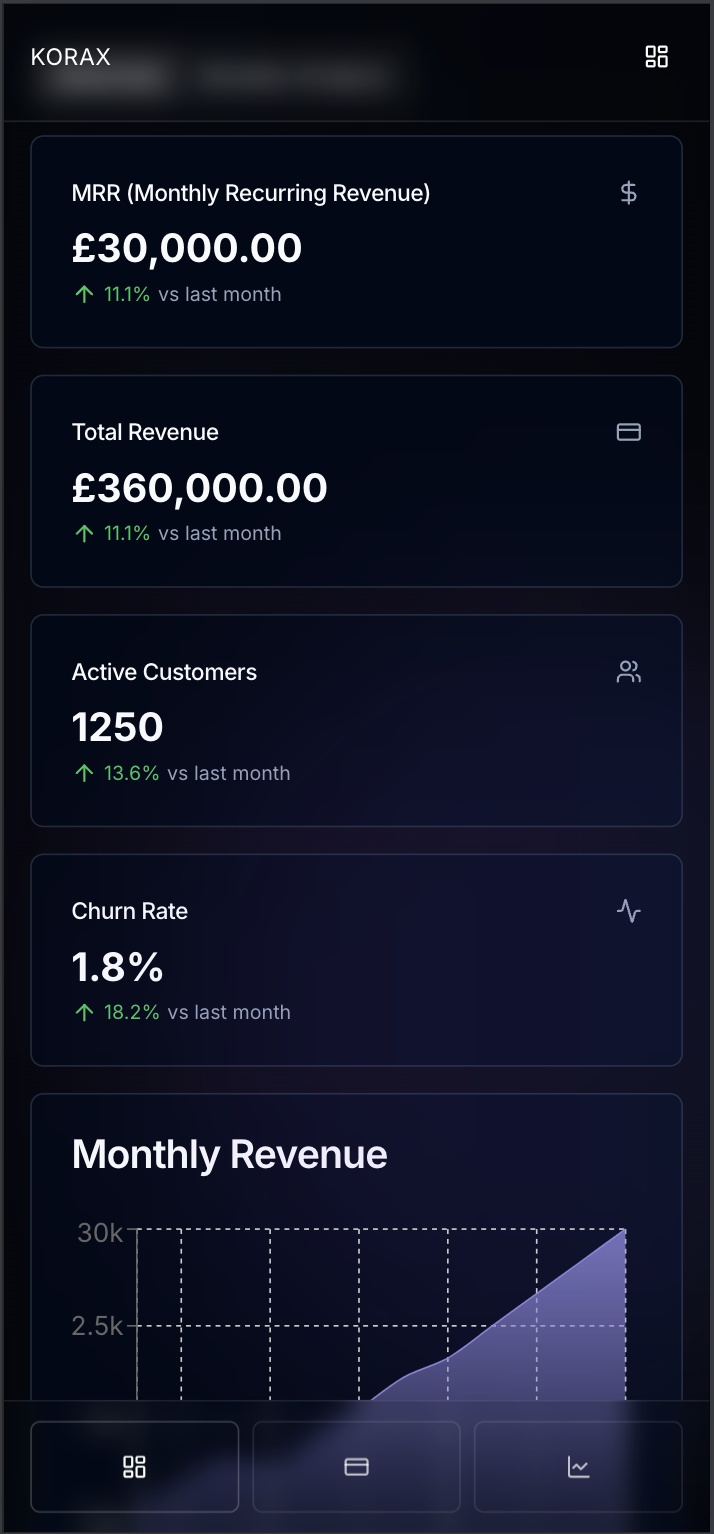 KORAX
MRR (Monthly Recurring Revenue)
£30,000.00
11.1% vs last month
Total Revenue
£360,000.00
11.1% vs last month
Active Customers
1250
13.6% vs last month
Churn Rate
1.8%
18.2% vs last month
Monthly Revenue
30k
2.5k